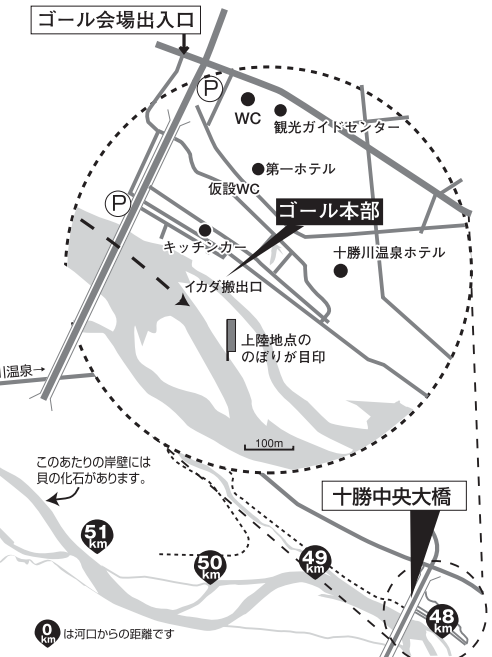 ゴール会場出入口
P
WC
観光ガイドセンター
第一ホテル
仮設WC
P
ゴール本部
キッチンカー
十勝川温泉ホテル
イカダ搬出口
上陸地点の
のぼりが目印
川温泉→
100m
このあたりの岸壁には
貝の化石があります。
十勝中央大橋
51
km
50
km
49
km
48
km
0
km
は河口からの距離です